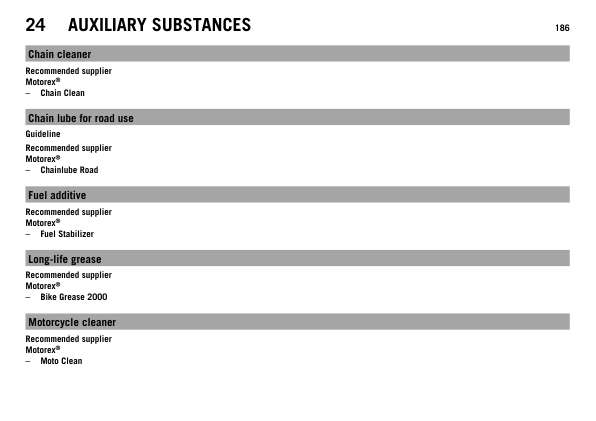 24 AUXILIARY SUBSTANCES 186
Chain cleaner
Recommended supplier
Motorex®
– Chain Clean
Chain lube for road use
Guideline
Recommended supplier
Motorex®
– Chainlube Road
Fuel additive
Recommended supplier
Motorex®
– Fuel Stabilizer
Long-life grease
Recommended supplier
Motorex®
– Bike Grease 2000
Motorcycle cleaner
Recommended supplier
Motorex®
– Moto Clean